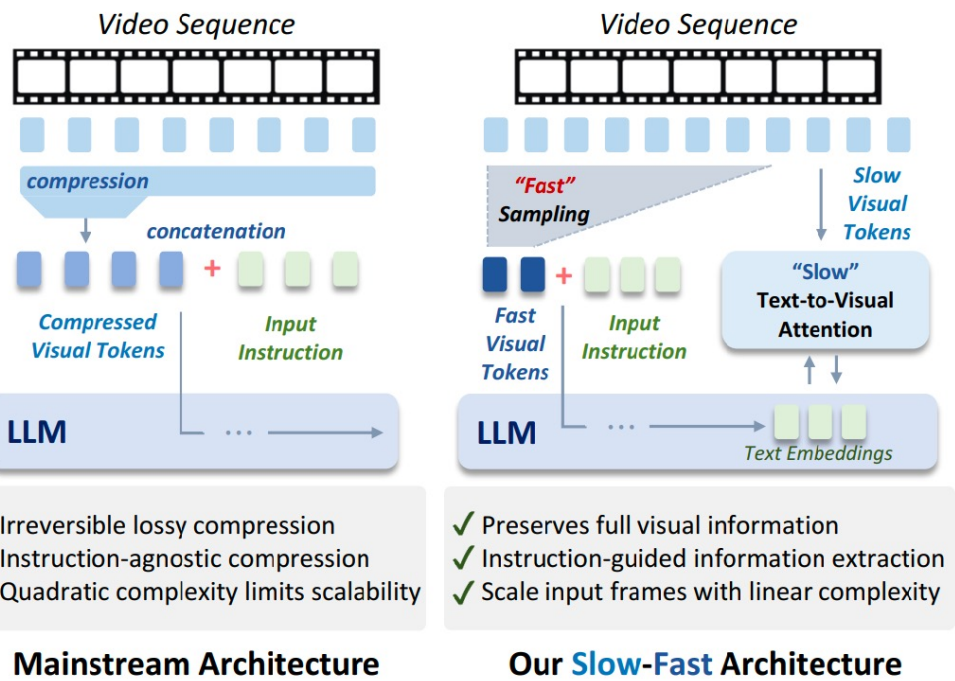 Video Sequence
compression
concatenation
+
Compressed
Visual Tokens
Input
Instruction
LLM
...
Irreversible lossy compression
Instruction-agnostic compression
Quadratic complexity limits scalability
Mainstream Architecture
Video Sequence
"Fast"
Sampling
Slow
Visual
Tokens
+
Fast
Visual
Tokens
Input
Instruction
"Slow"
Text-to-Visual
Attention
LLM
...
Text Embeddings
✓ Preserves full visual information
✓ Instruction-guided information extraction
✓ Scale input frames with linear complexity
Our Slow-Fast Architecture